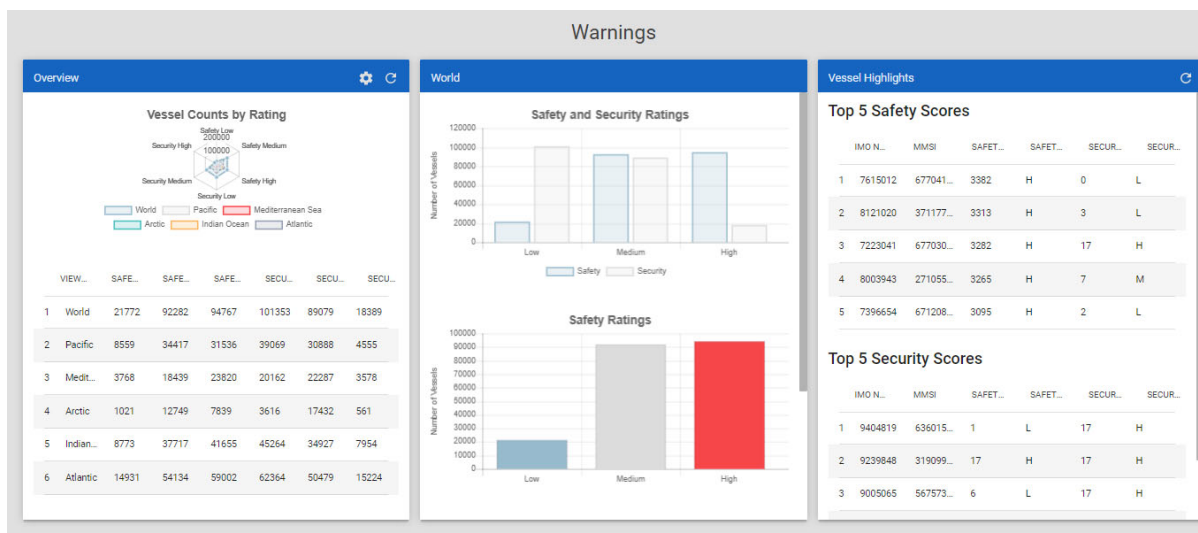 Warnings
Overview
Vessel Counts by Rating
Safety Low
200000
Security High 100000 Safety Medium
Security Medium Safety High
Security Low
World Pacific Mediterranean Sea
Arctic Indian Ocean Atlantic
VIEW... SAFE... SAFE... SAFE... SECU... SECU... SECU...
1 World 21772 92282 94767 101353 89079 18389
2 Pacific 8559 34417 31536 39069 30888 4555
3 Medit... 3768 18439 23820 20162 22287 3578
4 Arctic 1021 12749 7839 3616 17432 561
5 Indian... 8773 37717 41655 45264 34927 7954
6 Atlantic 14931 54134 59002 62364 50479 15224
World
Safety and Security Ratings
120000
100000
80000
60000
40000
20000
0
Number of Vessels
Low Medium High
Safety Security
Safety Ratings
100000
90000
80000
70000
60000
50000
40000
30000
20000
10000
0
Number of Vessels
Low Medium High
Vessel Highlights
Top 5 Safety Scores
IMO N... MMSI SAFET... SAFET... SECUR... SECUR...
1 7615012 677041... 3382 H 0 L
2 8121020 371177... 3313 H 3 L
3 7223041 677030... 3282 H 17 H
4 8003943 271055... 3265 H 7 M
5 7396654 671208... 3095 H 2 L
Top 5 Security Scores
IMO N... MMSI SAFET... SAFET... SECUR... SECUR...
1 9404819 636015... 1 L 17 H
2 9239848 319099... 17 H 17 H
3 9005065 567573... 6 L 17 H